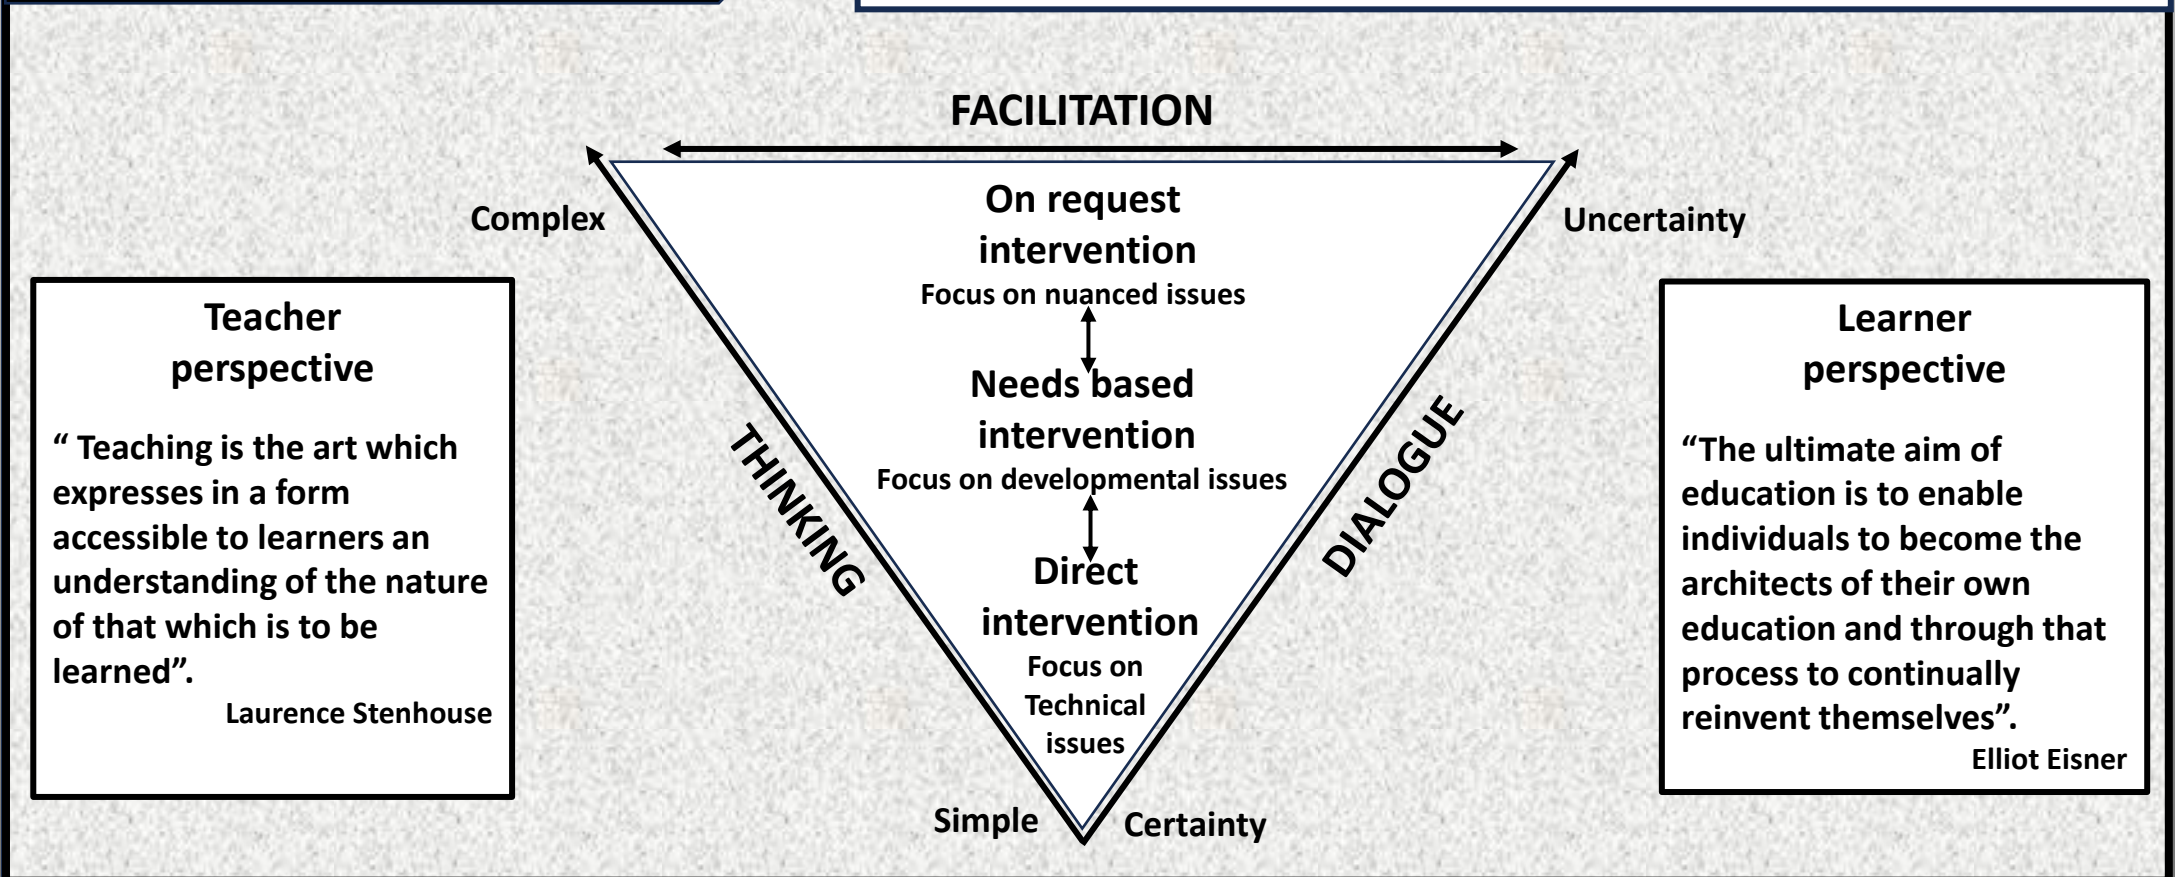 FACILITATION
Complex
Uncertainty
On request
intervention
Focus on nuanced issues
Needs based
intervention
Focus on developmental issues
Direct
intervention
Focus on
Technical
issues
THINKING
DIALOGUE
Simple
Certainty
Teacher
perspective
“ Teaching is the art which
expresses in a form
accessible to learners an
understanding of the nature
of that which is to be
learned”.
Laurence Stenhouse
Learner
perspective
“The ultimate aim of
education is to enable
individuals to become the
architects of their own
education and through that
process to continually
reinvent themselves”.
Elliot Eisner